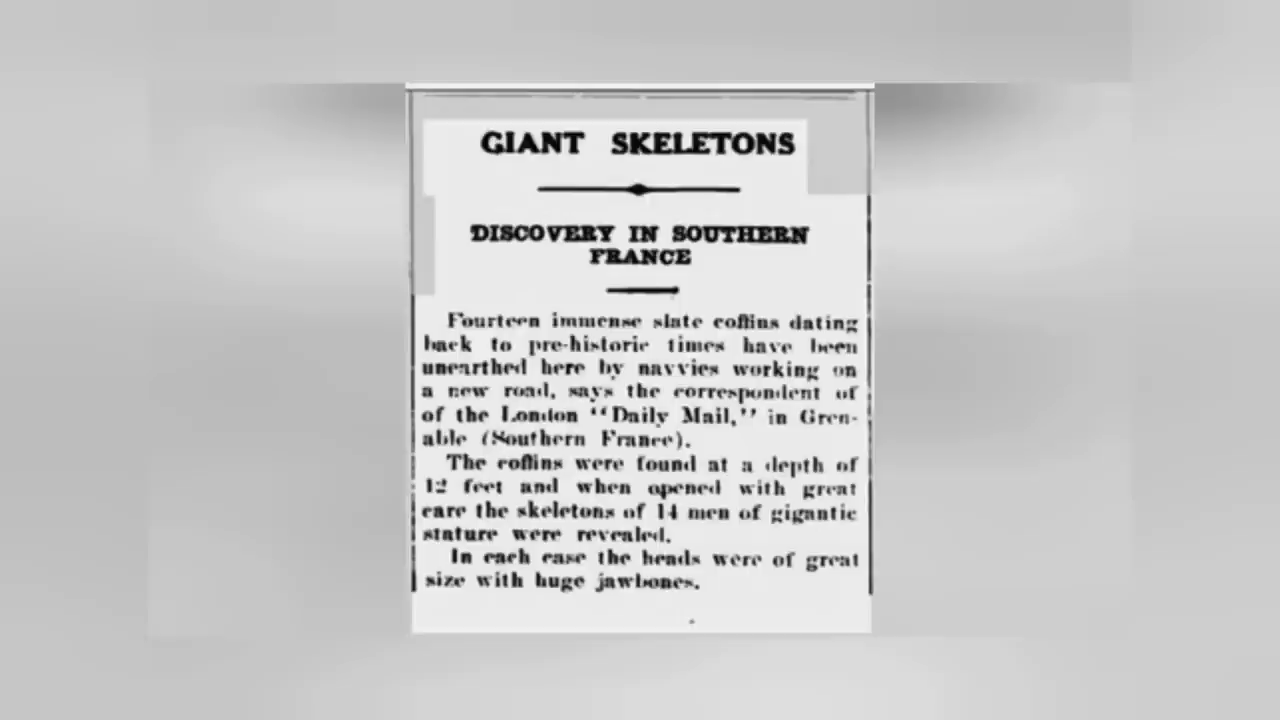 GIANT SKELETONS
DISCOVERY IN SOUTHERN
FRANCE
Fourteen immense slate coffins dating
back to pre-historic times have been
unearthed here by navvies working on
a new road, says the correspondent of
of the London "Daily Mail," in Gren-
able (Southern France).
The coffins were found at a depth of
12 feet and when opened with great
care the skeletons of 14 men of gigantic
stature were revealed.
In each case the heads were of great
size with huge jawbones.